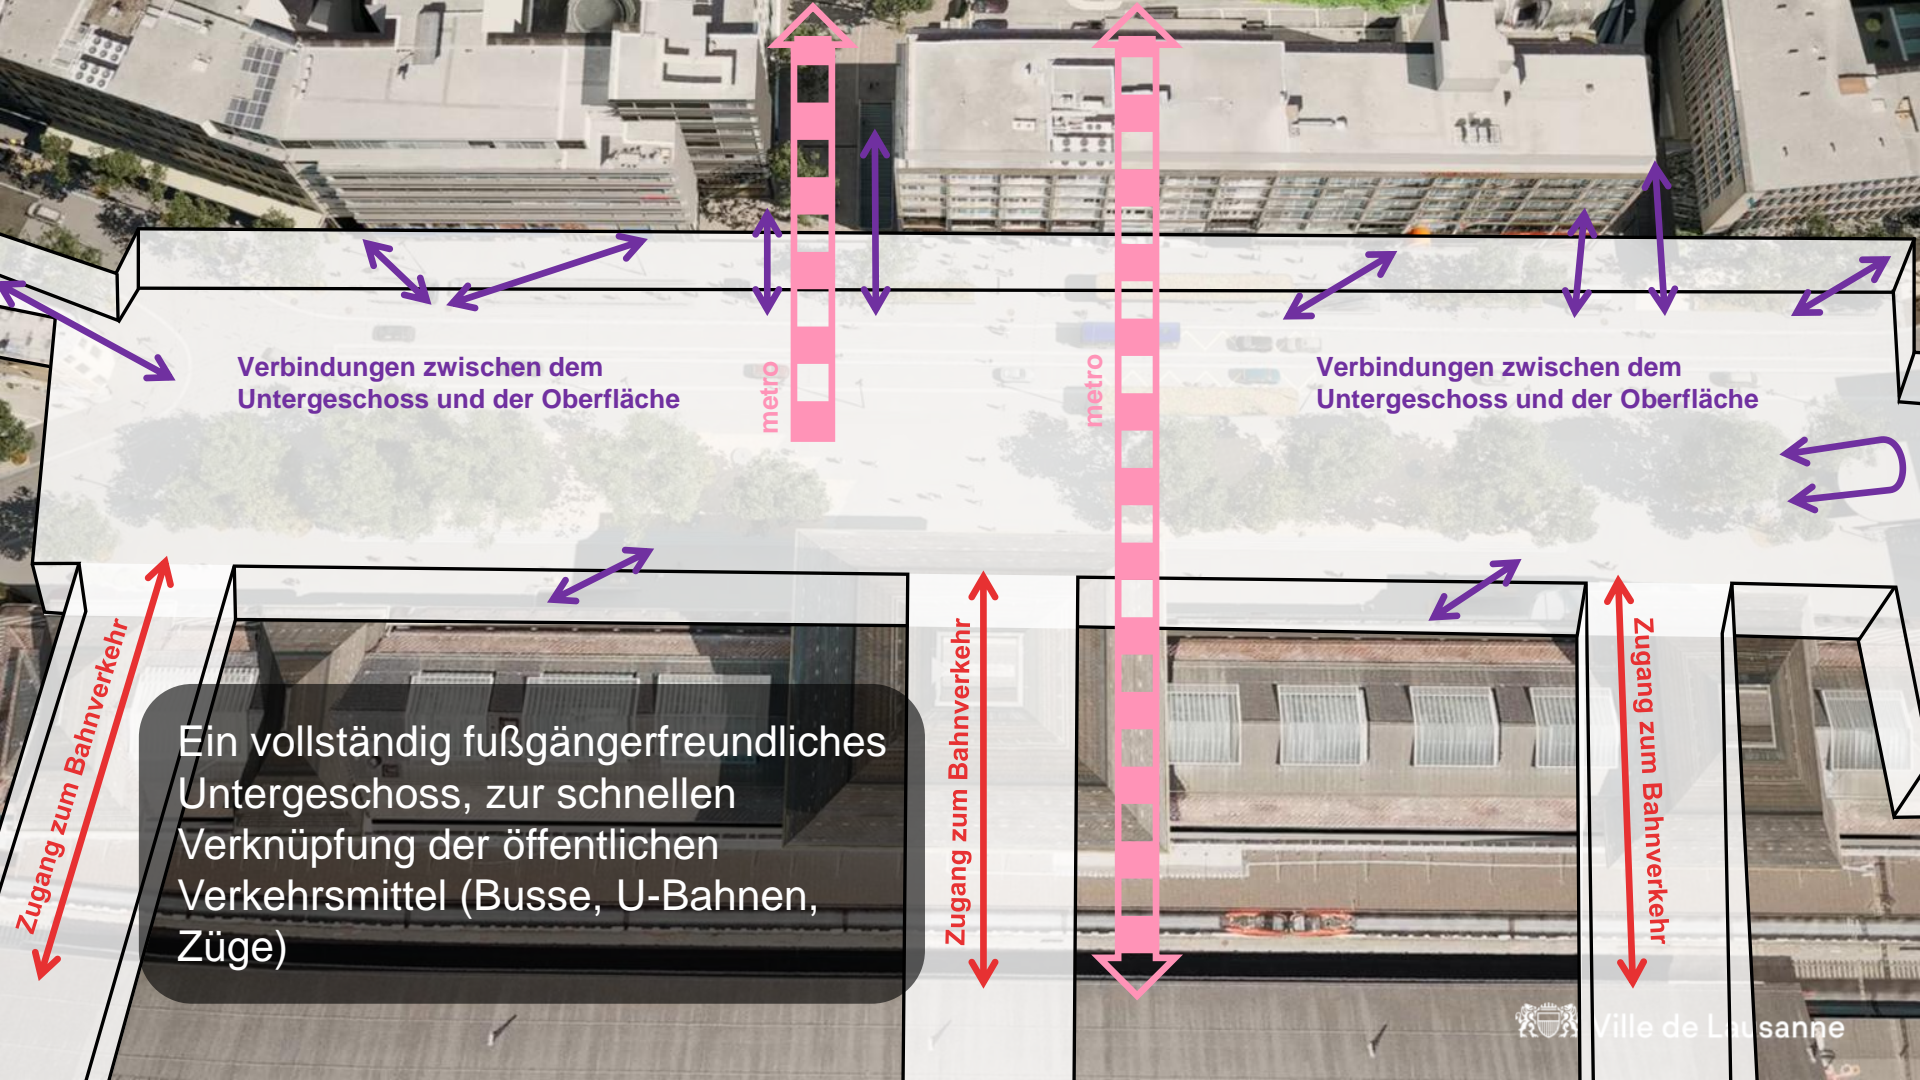 Verbindungen zwischen dem
Untergeschoss und der Oberfläche
metro
metro
Verbindungen zwischen dem
Untergeschoss und der Oberfläche
Zugang zum Bahnverkehr
Zugang zum Bahnverkehr
Zugang zum Bahnverkehr
Ein vollständig fußgängerfreundliches
Untergeschoss, zur schnellen
Verknüpfung der öffentlichen
Verkehrsmittel (Busse, U-Bahnen,
Züge)
Ville de Lausanne